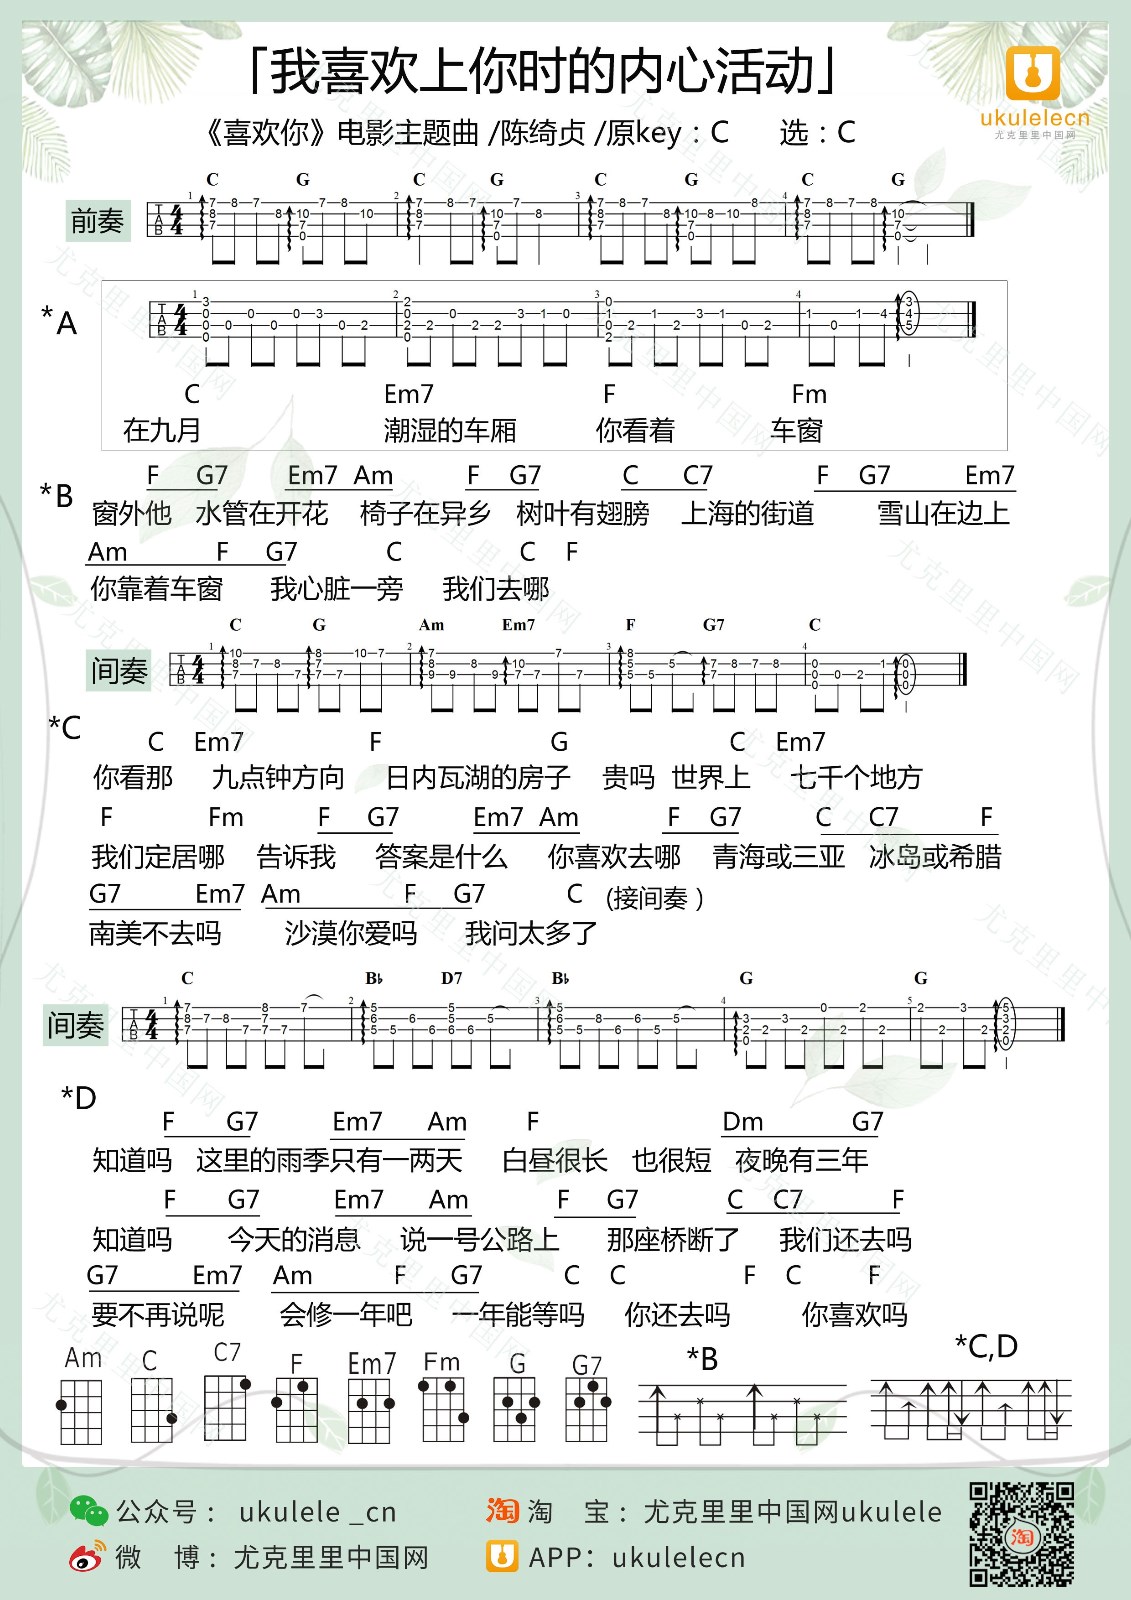 「我喜欢上你时的内心活动」
《喜欢你》电影主题曲 /陈绮贞 /原key：C 选：C
ukulelecn
尤克里里中国网
C G C G C G C G
前奏
*A
C Em7 F Fm
在九月 潮湿的车厢 你看着 车窗
*B
F G7 Em7 Am F G7 C C7 F G7 Em7
窗外他 水管在开花 椅子在异乡 树叶有翅膀 上海的街道 雪山在边上
Am F G7 C C F
你靠着车窗 我心脏一旁 我们去哪
C G Am Em7 F G7 C
间奏
*C
C Em7 F G C Em7
你看那 九点钟方向 日内瓦湖的房子 贵吗 世界上 七千个地方
F Fm F G7 Em7 Am F G7 C C7 F
我们定居哪 告诉我 答案是什么 你喜欢去哪 青海或三亚 冰岛或希腊
G7 Em7 Am F G7 C (接间奏)
南美不去吗 沙漠你爱吗 我问太多了
C B♭ D7 B♭ G G
间奏
*D
F G7 Em7 Am F Dm G7
知道吗 这里的雨季只有一两天 白昼很长 也很短 夜晚有三年
F G7 Em7 Am F G7 C C7 F
知道吗 今天的消息 说一号公路上 那座桥断了 我们还去吗
G7 Em7 Am F G7 C C F C F
要不再说呢 会修一年吧 一年能等吗 你还去吗 你喜欢吗
Am C C7 F Em7 Fm G G7 *B *C,D
公众号： ukulele _cn
淘 淘 宝：尤克里里中国网ukulele
微 博：尤克里里中国网
APP：ukulelecn
淘